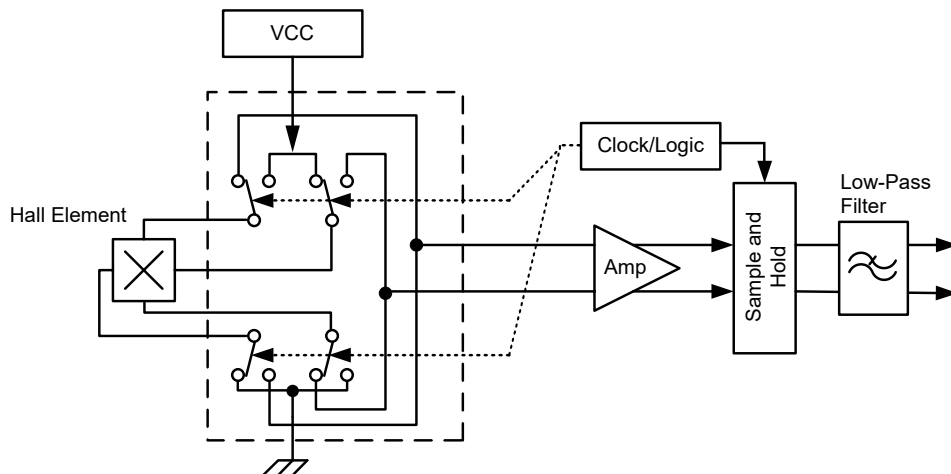 VCC
Clock/Logic
Hall Element
Low-Pass
Filter
Amp
Sample and
Hold